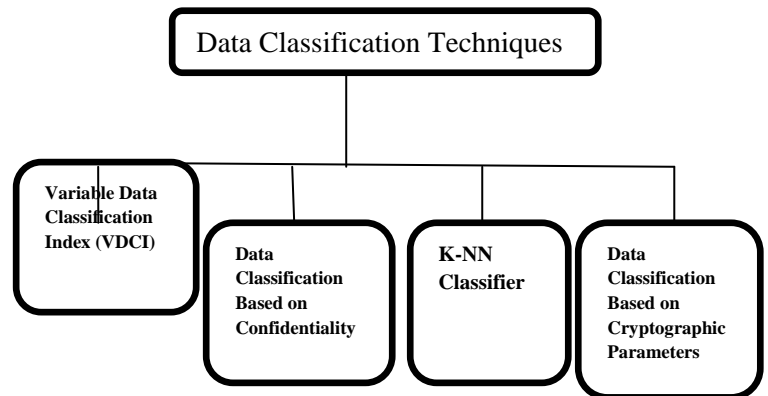 Data Classification Techniques
Variable Data
Classification
Index (VDCI)
Data
Classification
Based on
Confidentiality
K-NN
Classifier
Data
Classification
Based on
Cryptographic
Parameters